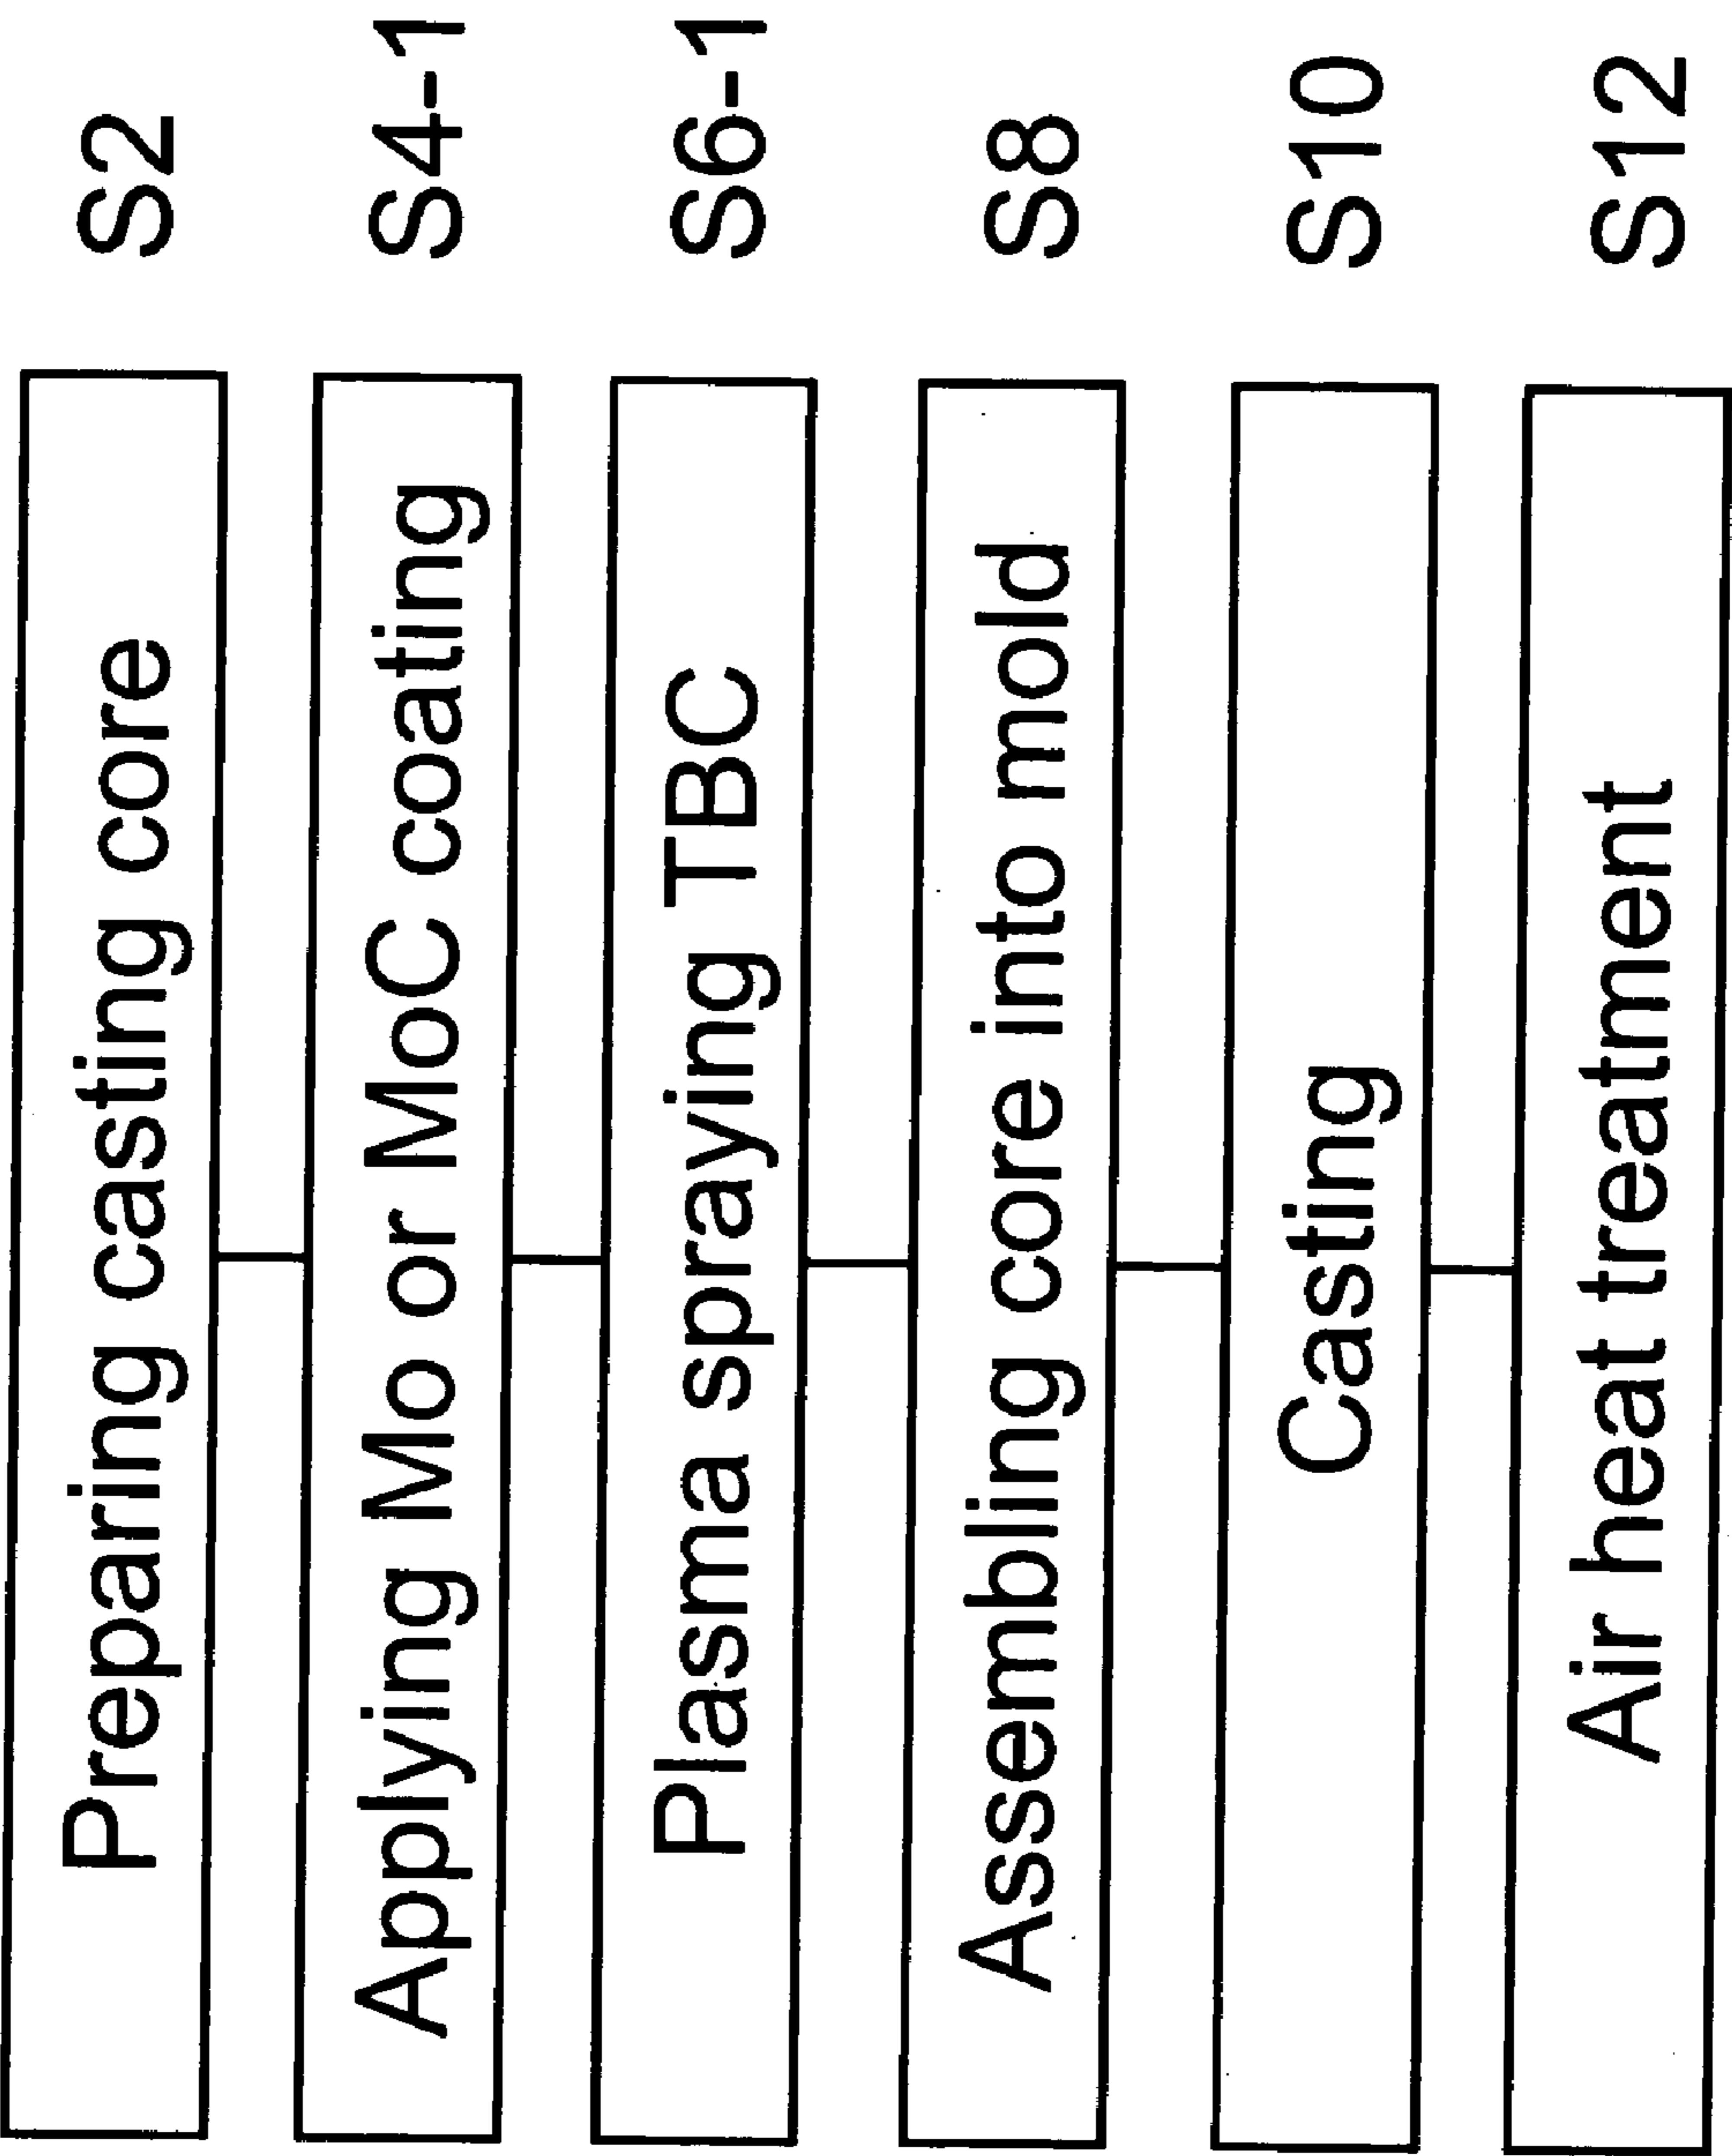 Preparing casting core S2
Applying Mo or MoC coating S4-1
Plasma spraying TBC S6-1
Assembling core into mold S8
Casting S10
Air heat treatment S12